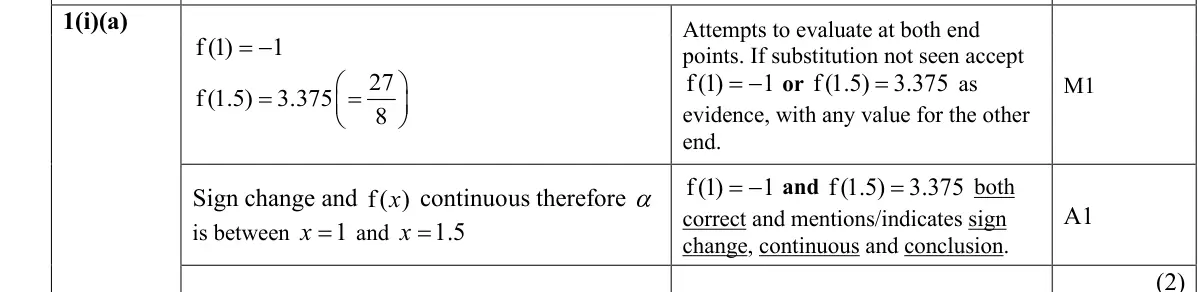 1(i)(a)
f(1) = −1
f(1.5) = 3.375(= 27/8)
Attempts to evaluate at both end
points. If substitution not seen accept
f(1) = −1 or f(1.5) = 3.375 as
evidence, with any value for the other
end.
M1
Sign change and f(x) continuous therefore α
is between x = 1 and x = 1.5
f(1) = −1 and f(1.5) = 3.375 both
correct and mentions/indicates sign
change, continuous and conclusion.
A1
(2)